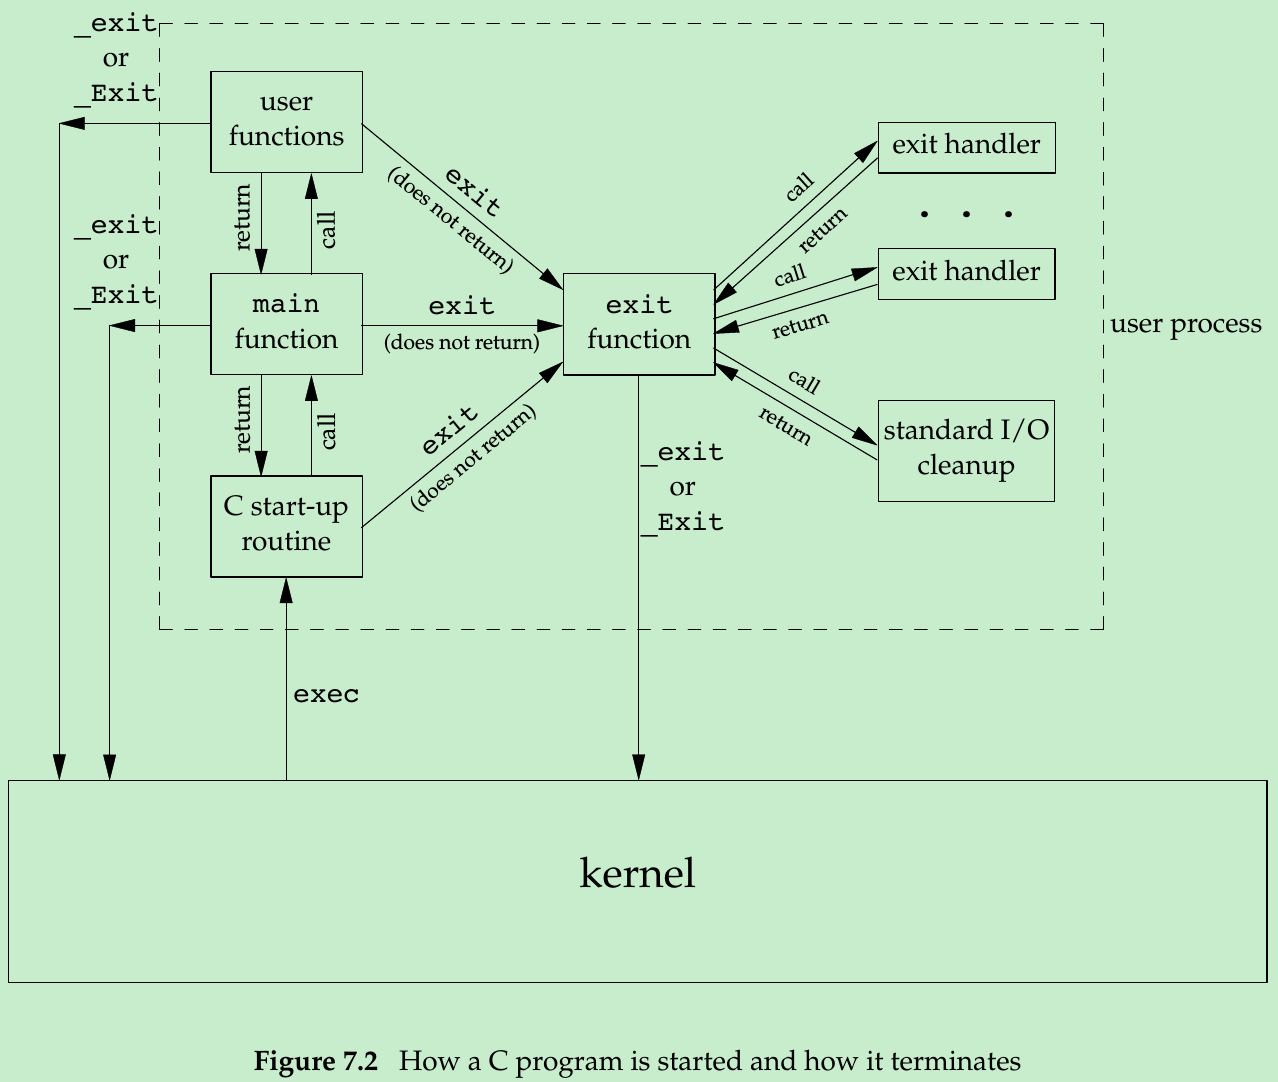 _exit
or
_Exit
user
functions
exit
(does not return)
call
return
exit handler
. . .
return
call
_exit
or
_Exit
main
function
exit
(does not return)
exit
function
call
return
exit handler
user process
return
call
exit
(does not return)
call
return
standard I/O
cleanup
C start-up
routine
_exit
or
_Exit
exec
kernel
Figure 7.2 How a C program is started and how it terminates